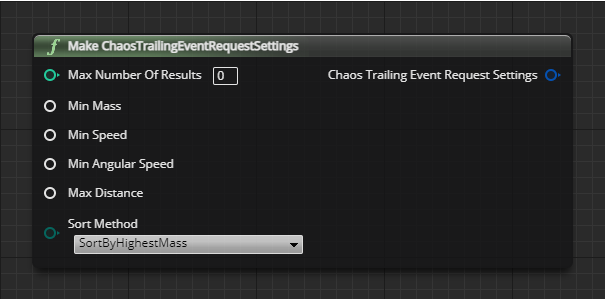 f Make ChaosTrailingEventRequestSettings
Max Number Of Results 0 Chaos Trailing Event Request Settings
Min Mass
Min Speed
Min Angular Speed
Max Distance
Sort Method
SortByHighestMass